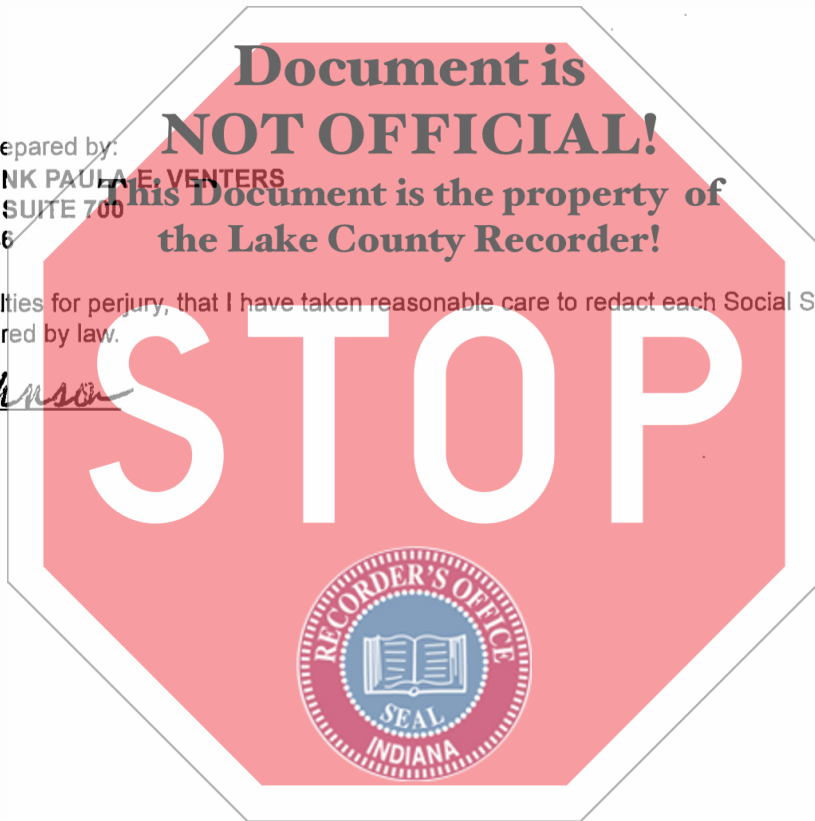 Document is
NOT OFFICIAL!
epared by:
NK PAULA E. VENTERS
This Document is the property of
SUITE 700
6
the Lake County Recorder!
lties for perjury, that I have taken reasonable care to redact each Social S
red by law.
STOP
RECORDER'S OFFICE
SEAL
INDIANA